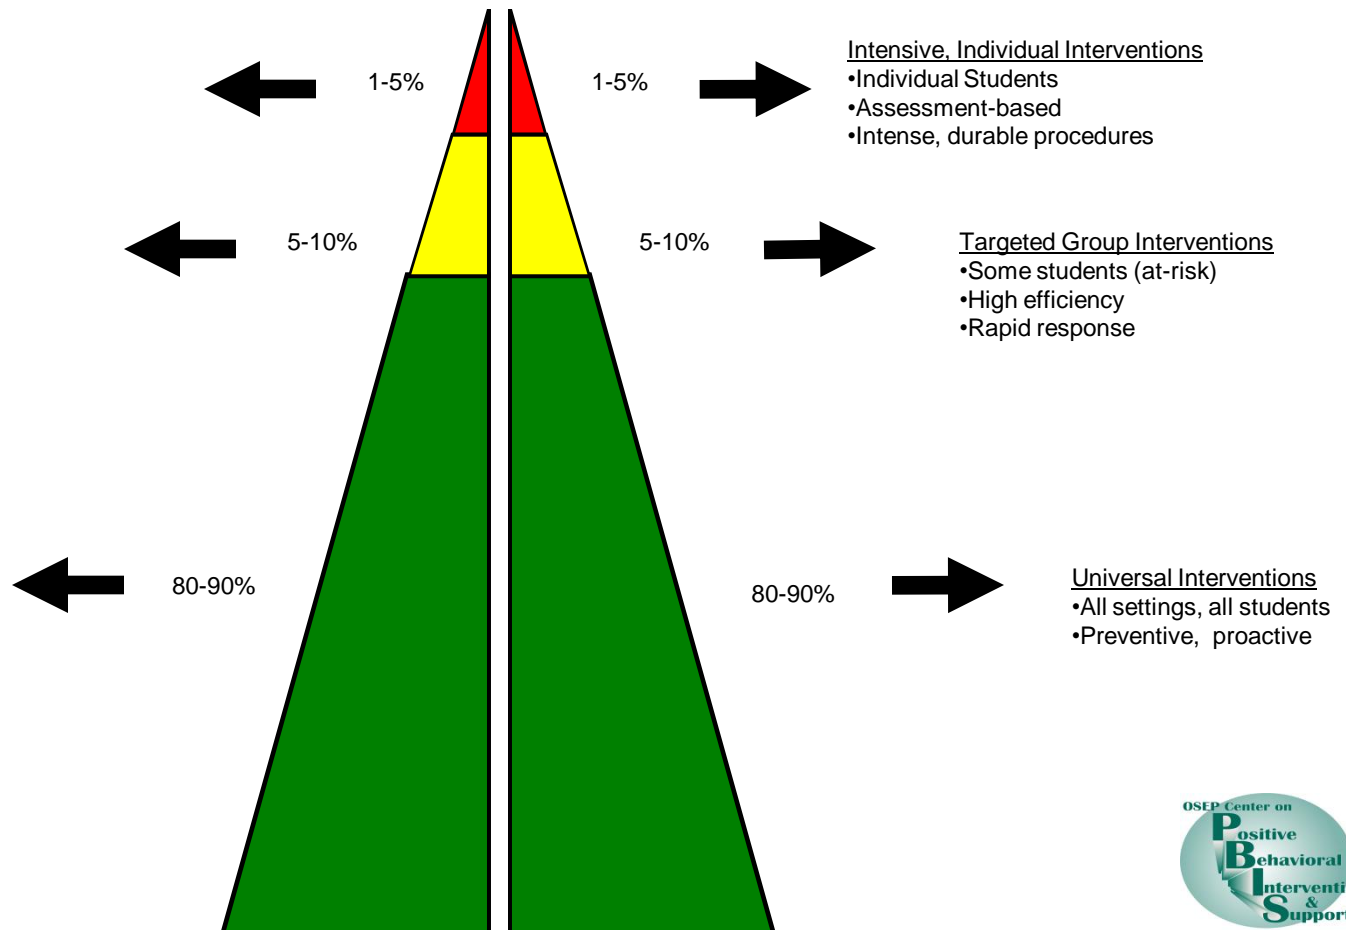 1-5%
1-5%
Intensive, Individual Interventions
•Individual Students
•Assessment-based
•Intense, durable procedures
5-10%
5-10%
Targeted Group Interventions
•Some students (at-risk)
•High efficiency
•Rapid response
80-90%
80-90%
Universal Interventions
•All settings, all students
•Preventive,  proactive
OSEP Center on
Positive
Behavioral
Interventi
&
Support